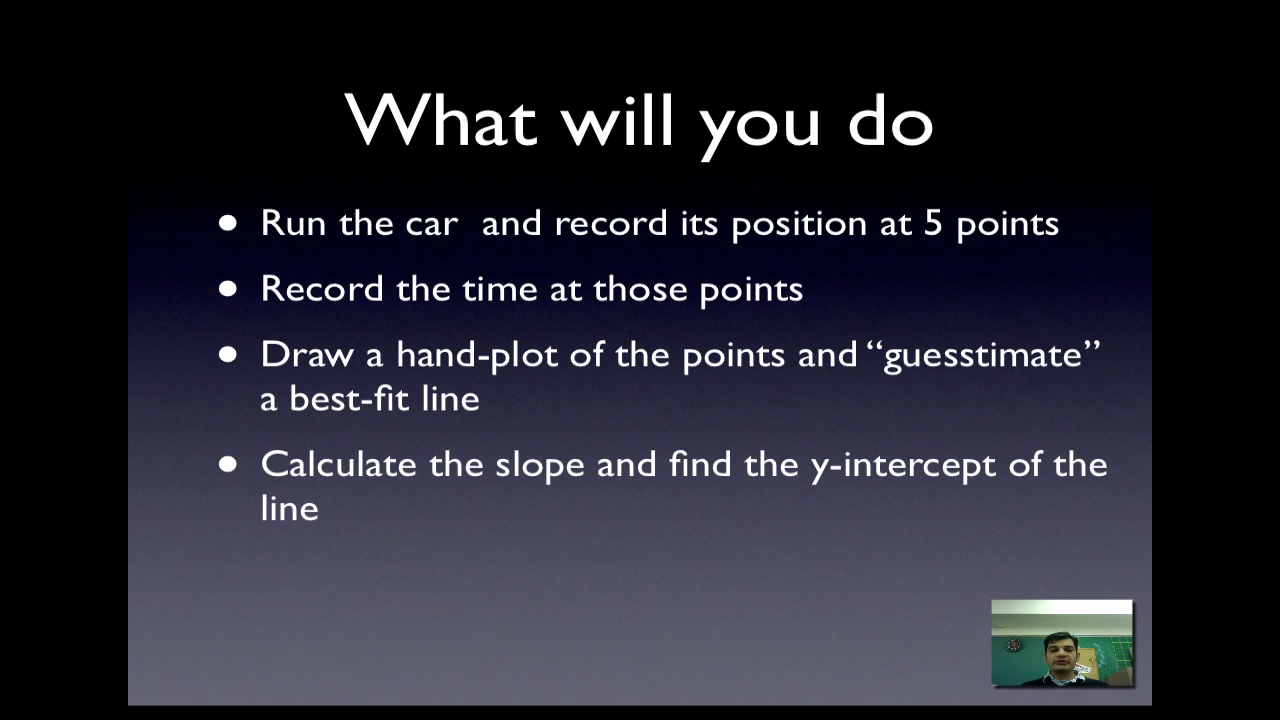 What will you do
• Run the car  and record its position at 5 points
• Record the time at those points
• Draw a hand-plot of the points and “guesstimate”
a best-fit line
• Calculate the slope and find the y-intercept of the
line